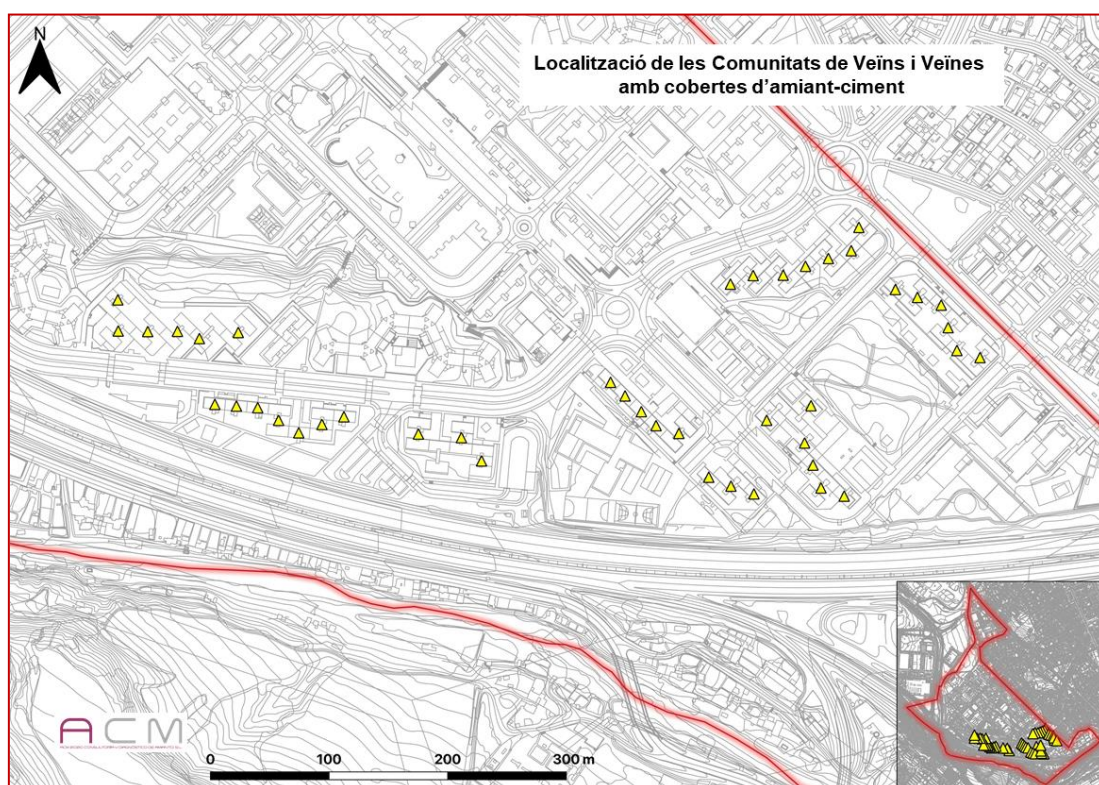 N
Localització de les Comunitats de Veïns i Veïnes
amb cobertes d’amiant-ciment
ACM
0 100 200 300 m